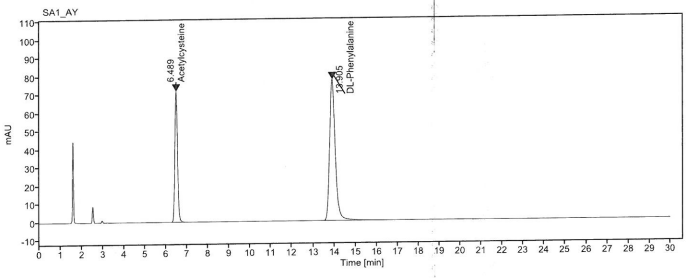 SA1_AY
110
100
90
80
70
60
50
40
30
20
10
0
-10
mAU
6.489
Acetylcysteine
13.905
DL-Phenylalanine
0 1 2 3 4 5 6 7 8 9 10 11 12 13 14 15 16 17 18 19 20 21 22 23 24 25 26 27 28 29 30
Time [min]